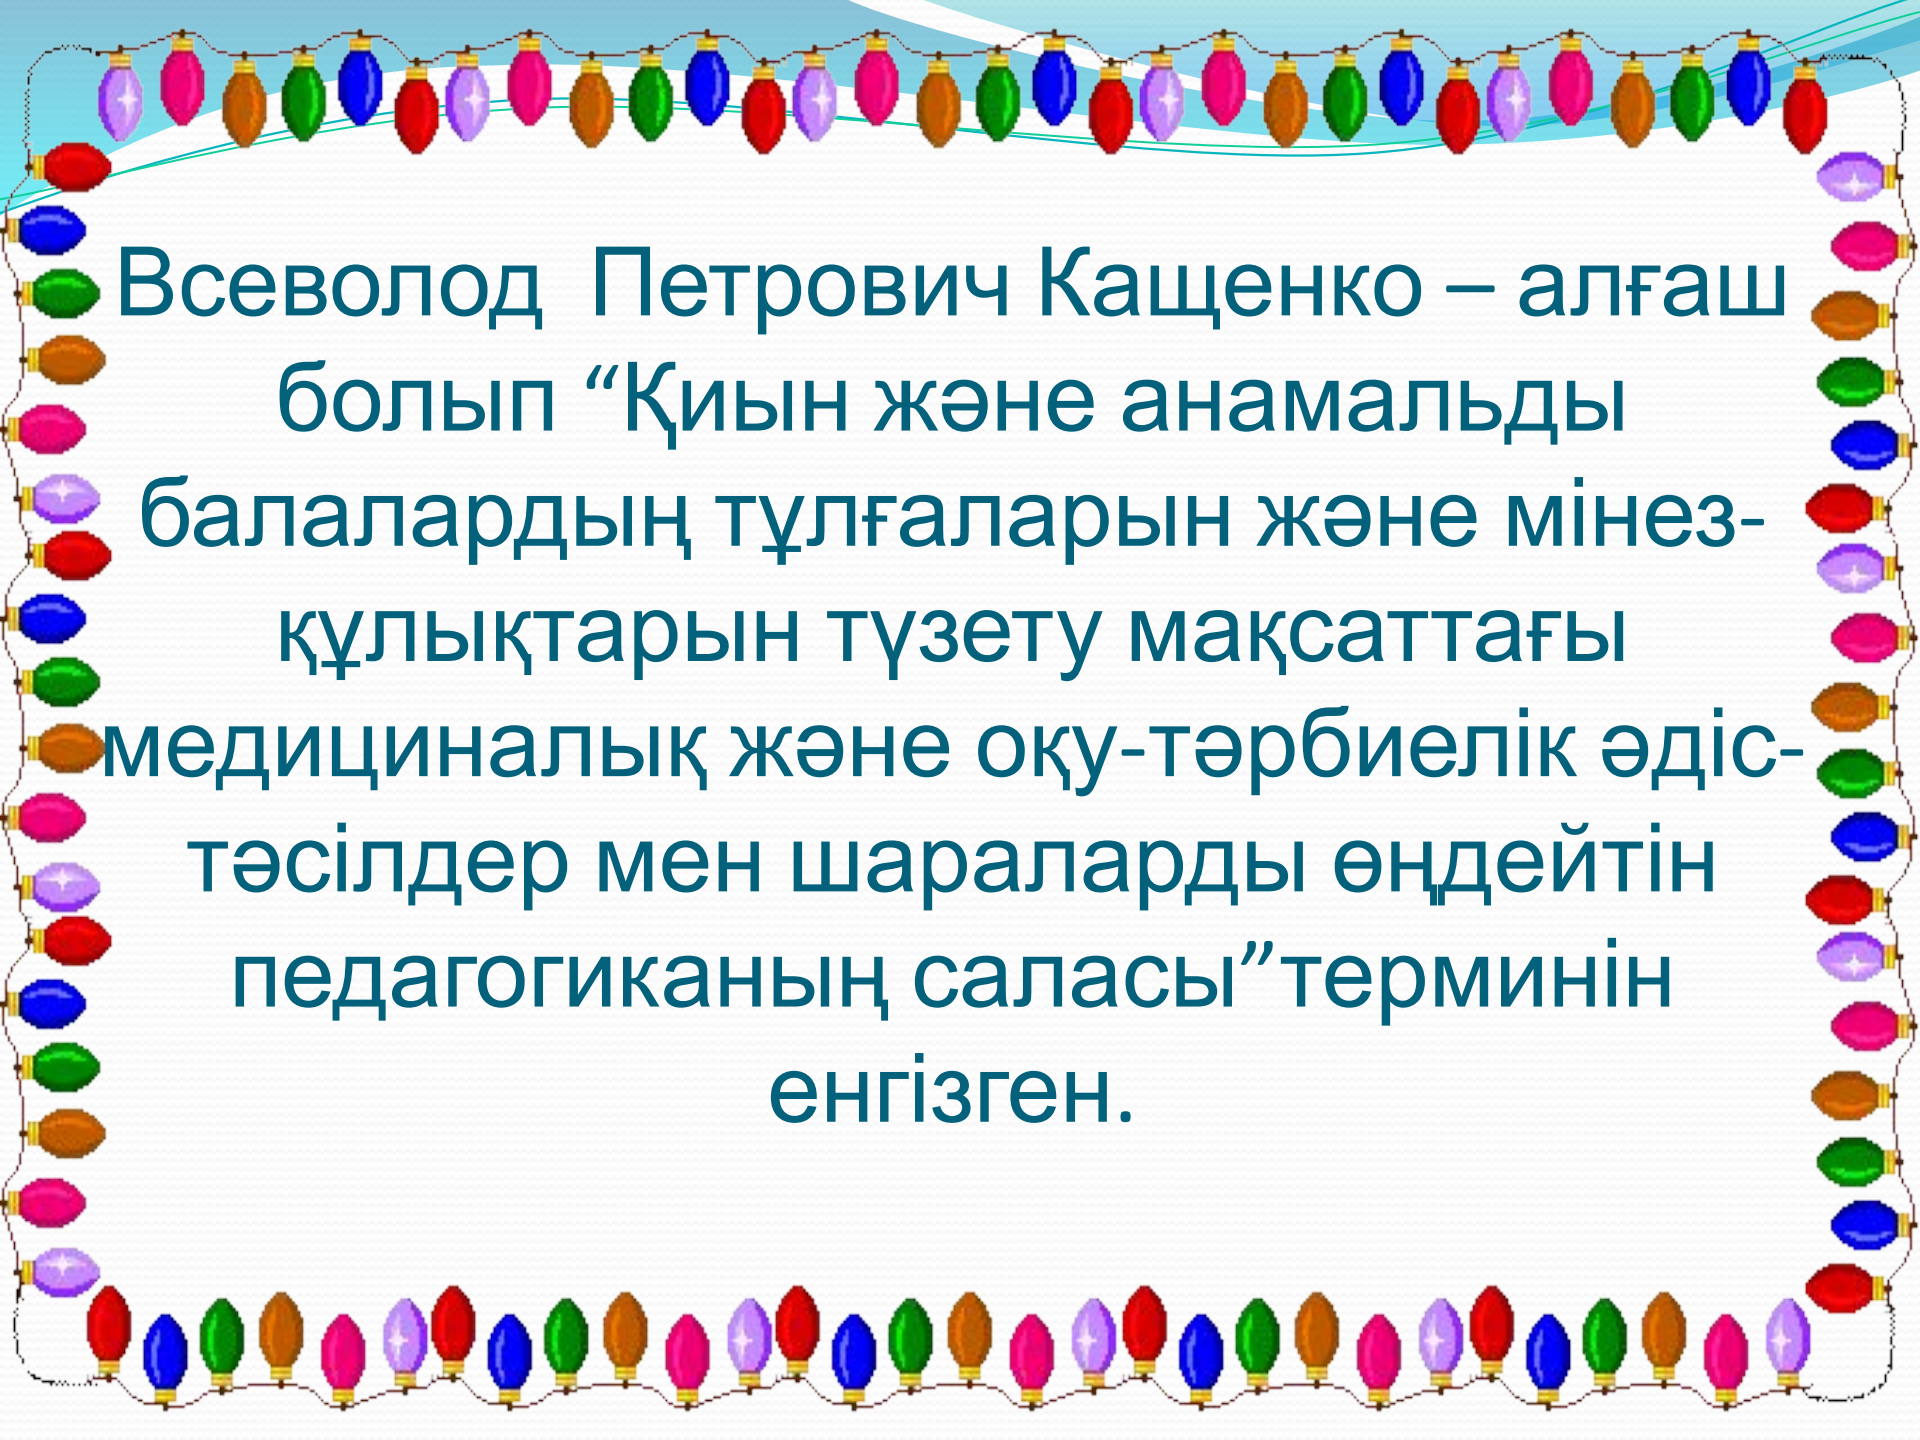 Всеволод  Петрович Кащенко – алғаш
болып “Қиын және анамальды
балалардың тұлғаларын және мінез-
құлықтарын түзету мақсаттағы
медициналық және оқу-тәрбиелік әдіс-
тәсілдер мен шараларды өңдейтін
педагогиканың саласы”терминін
енгізген.